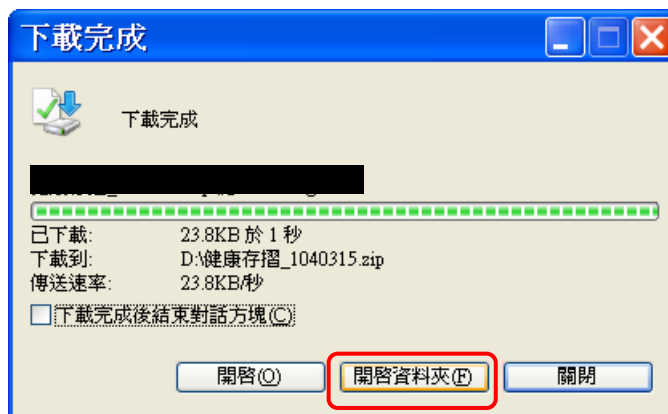 下載完成
下載完成
已下載: 23.8KB 於 1 秒
下載到: D:\健康存摺_1040315.zip
傳送速率: 23.8KB/秒
下載完成後結束對話方塊(C)
開啓(O) 開啓資料夾(F) 關閉